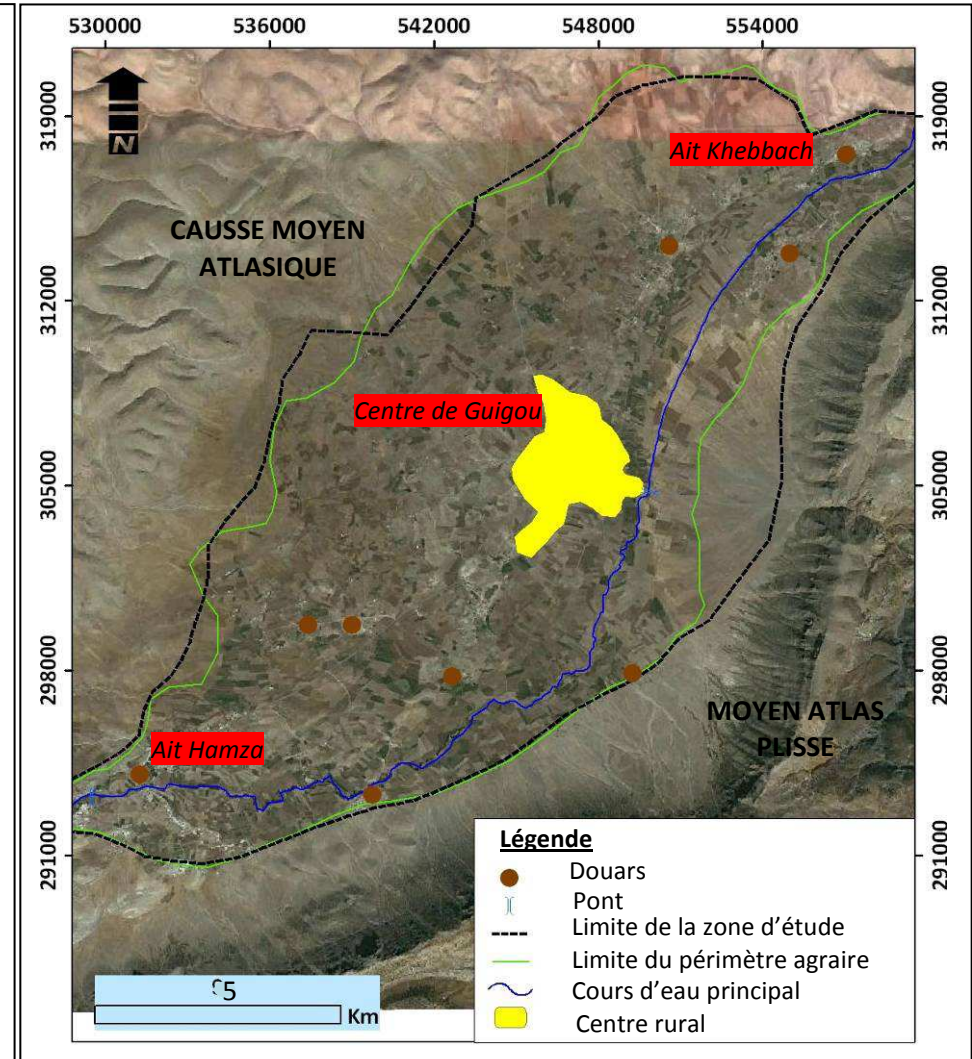 530000 536000 542000 548000 554000
319000 319000
Ait Khebbach
N
CAUSSE MOYEN
ATLASIQUE
312000 312000
Centre de Guigou
305000 305000
298000 298000
MOYEN ATLAS
PLISSE
Ait Hamza
291000 291000
Légende
Douars
Pont
Limite de la zone d’étude
Limite du périmètre agraire
Cours d’eau principal
Centre rural
5
Km